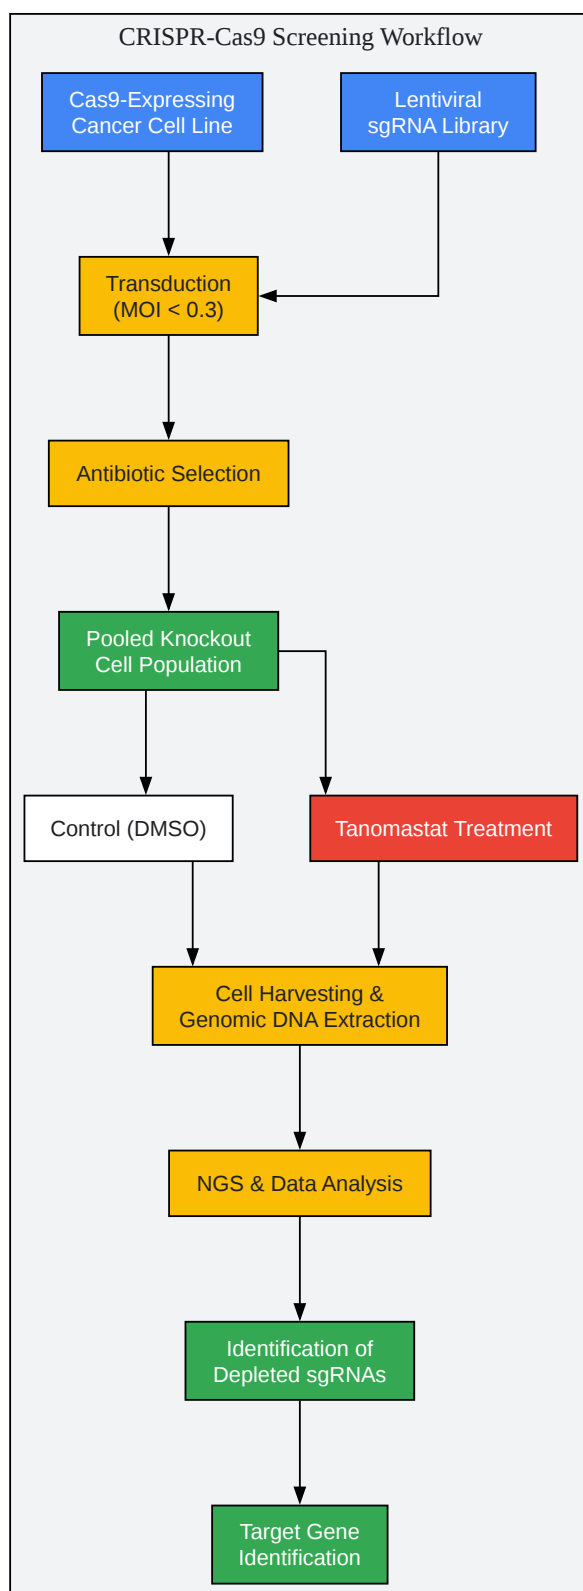 CRISPR-Cas9 Screening Workflow
Cas9-Expressing
Cancer Cell Line
Lentiviral
sgRNA Library
Transduction
(MOI < 0.3)
Antibiotic Selection
Pooled Knockout
Cell Population
Control (DMSO)
Tanomastat Treatment
Cell Harvesting &
Genomic DNA Extraction
NGS & Data Analysis
Identification of
Depleted sgRNAs
Target Gene
Identification